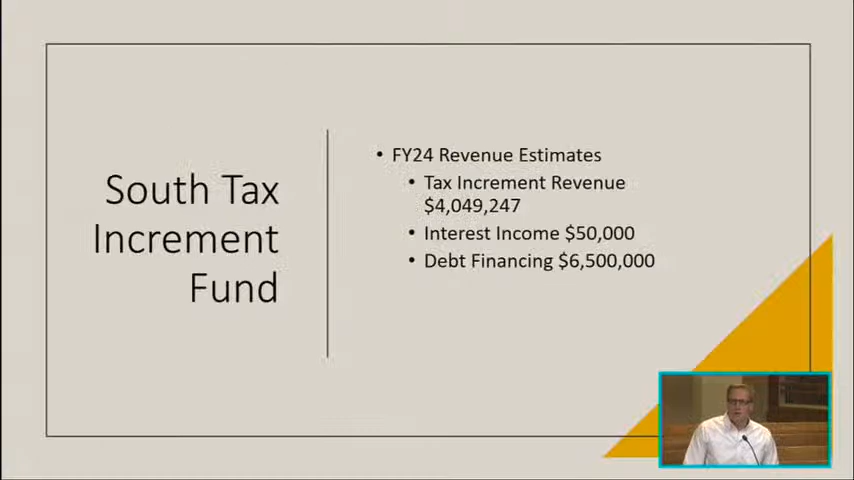 South Tax
Increment
Fund
• FY24 Revenue Estimates
• Tax Increment Revenue
$4,049,247
• Interest Income $50,000
• Debt Financing $6,500,000